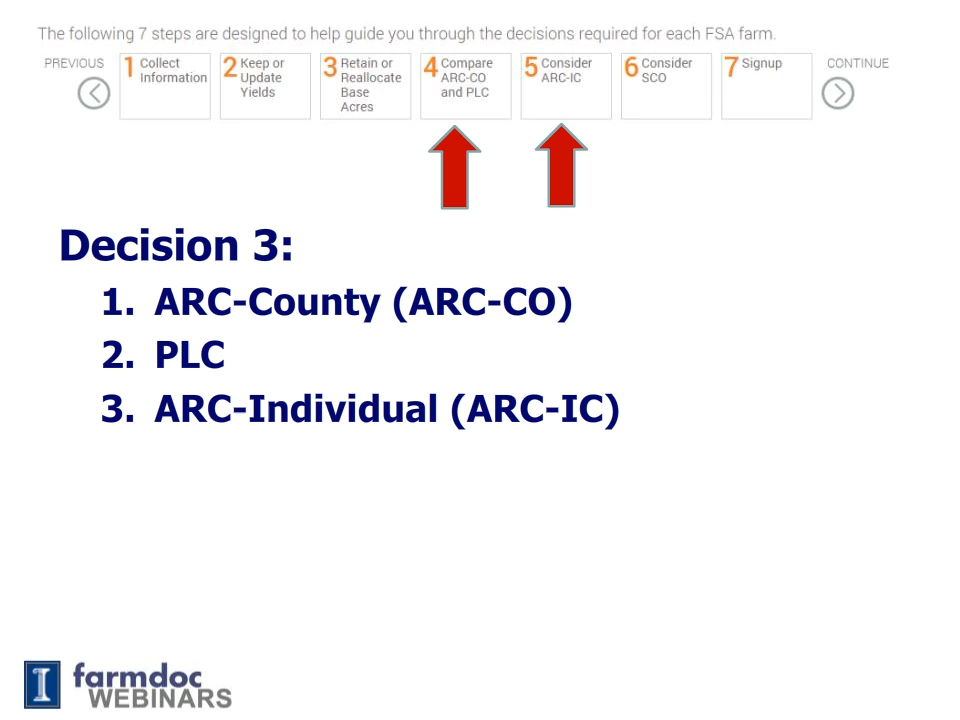 The following 7 steps are designed to help guide you through the decisions required for each FSA farm.
PREVIOUS
1 Collect
Information
2 Keep or
Update
Yields
3 Retain or
Reallocate
Base
Acres
4 Compare
ARC-CO
and PLC
5 Consider
ARC-IC
6 Consider
SCO
7 Signup
CONTINUE
Decision 3:
1. ARC-County (ARC-CO)
2. PLC
3. ARC-Individual (ARC-IC)
I
farmdoc
WEBINARS